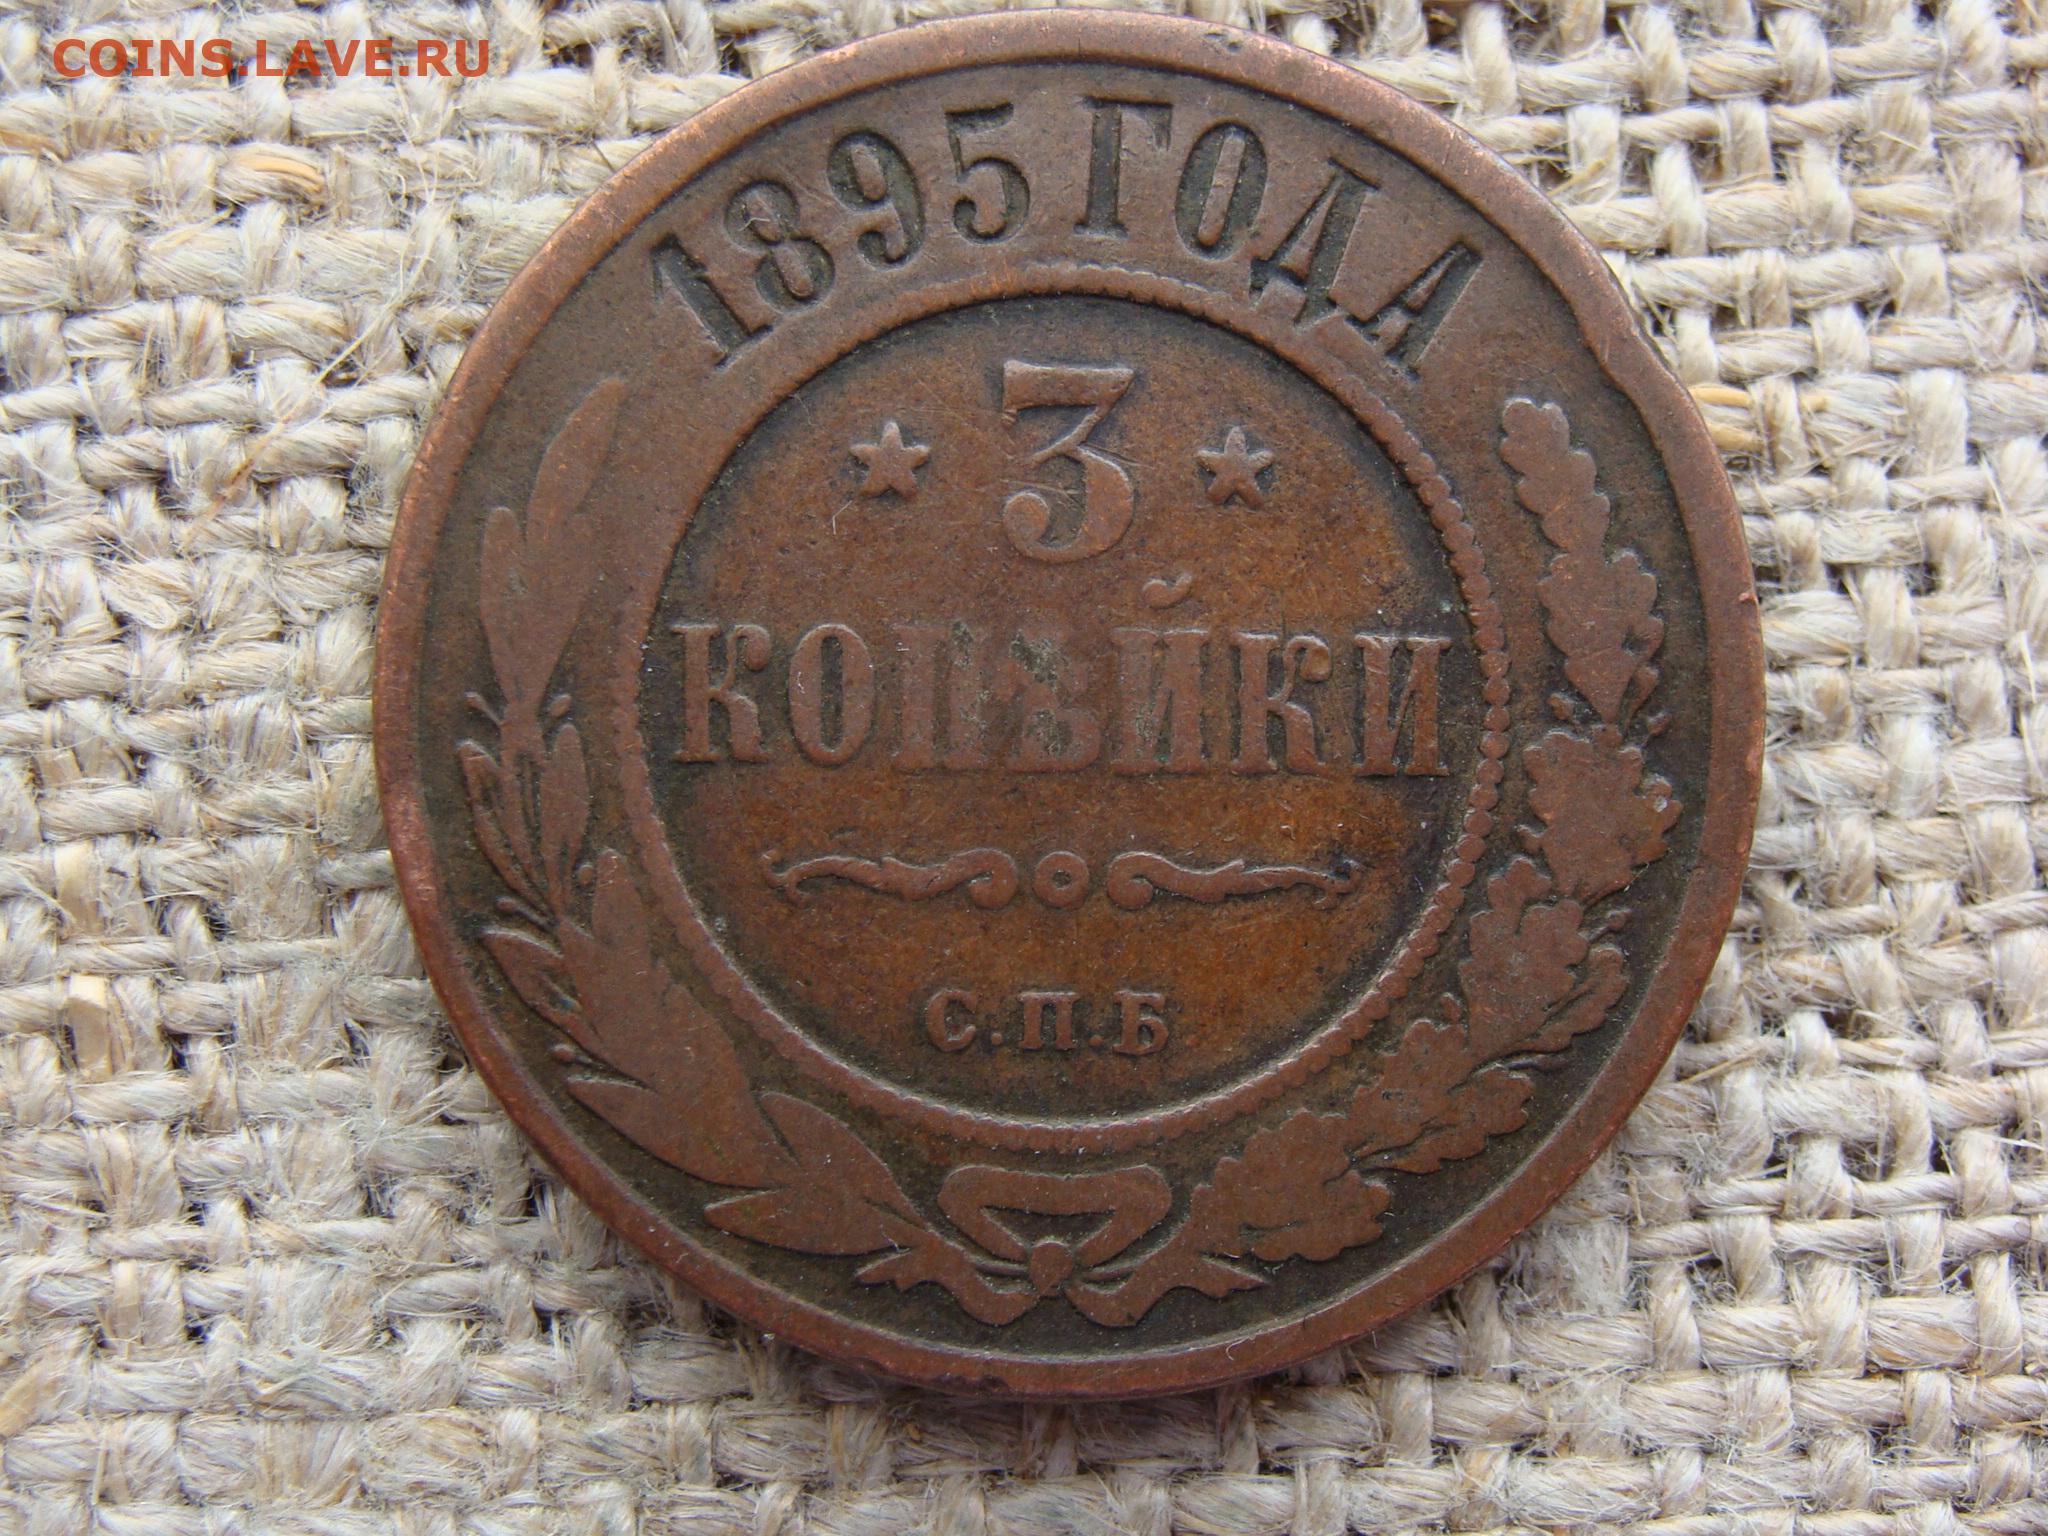 COINS.LAVE.RU
1895 ГОДА
3
КОПѢЙКИ
С.П.Б.